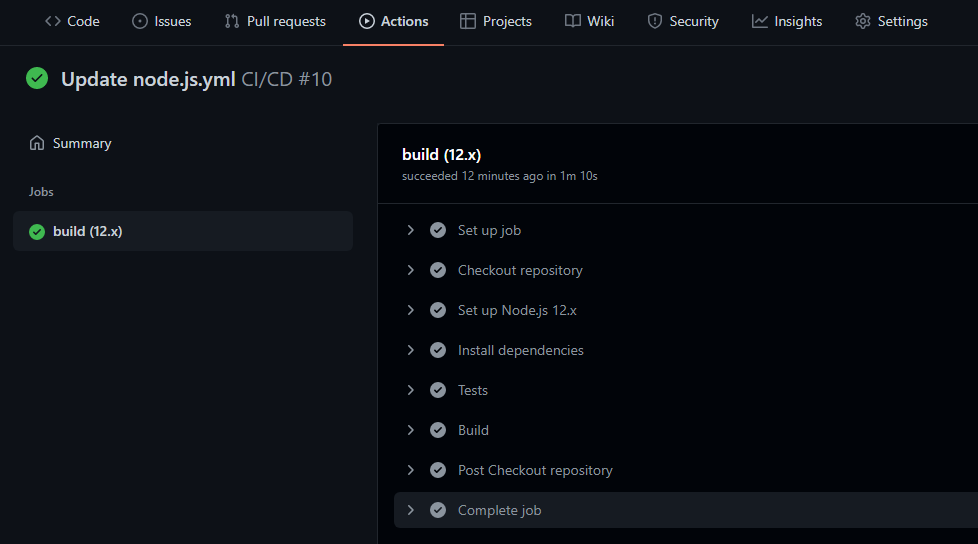 Code Issues Pull requests Actions Projects Wiki Security Insights Settings
Update node.js.yml CI/CD #10
Summary
Jobs
build (12.x)
build (12.x)
succeeded 12 minutes ago in 1m 10s
Set up job
Checkout repository
Set up Node.js 12.x
Install dependencies
Tests
Build
Post Checkout repository
Complete job